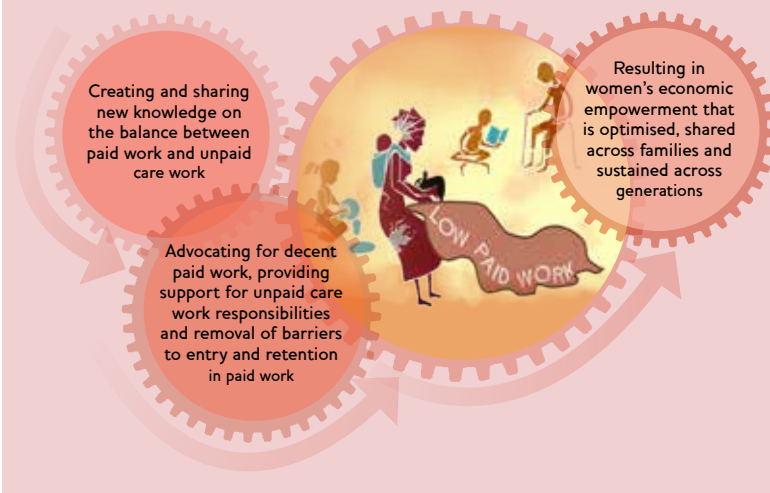 Creating and sharing
new knowledge on
the balance between
paid work and unpaid
care work
Advocating for decent
paid work, providing
support for unpaid care
work responsibilities
and removal of barriers
to entry and retention
in paid work
LOW PAID WORK
Resulting in
women’s economic
empowerment that
is optimised, shared
across families and
sustained across
generations